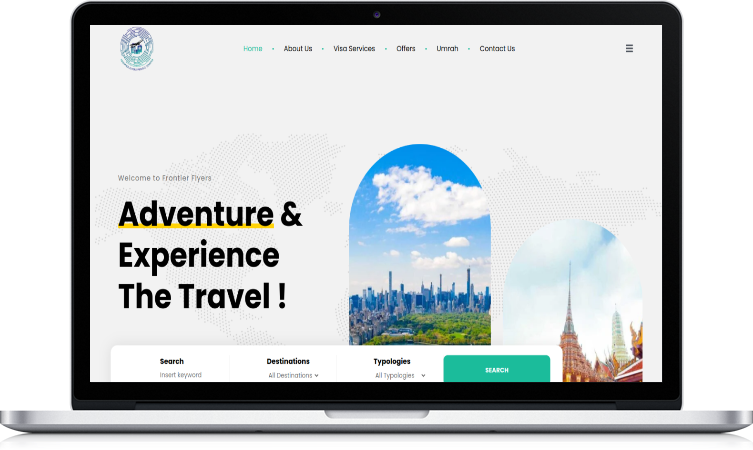 Home • About Us • Visa Services • Offers • Umrah • Contact Us
Welcome to Frontier Flyers
Adventure &
Experience
The Travel !
Search Destinations Typologies
Insert keyword All Destinations All Typologies SEARCH